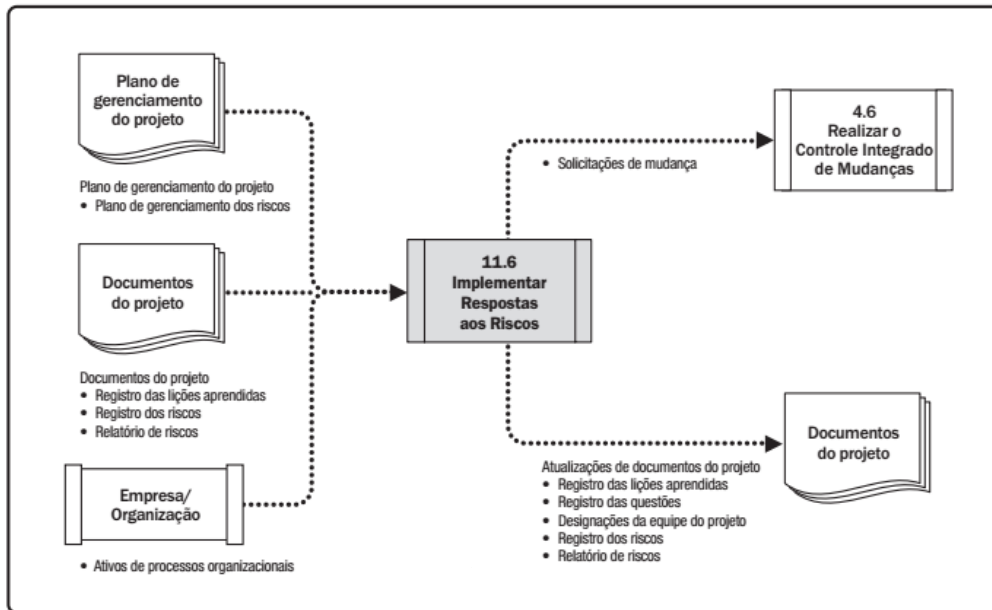 Plano de
gerenciamento
do projeto
Plano de gerenciamento do projeto
• Plano de gerenciamento dos riscos
Documentos
do projeto
Documentos do projeto
• Registro das lições aprendidas
• Registro dos riscos
• Relatório de riscos
Empresa/
Organização
• Ativos de processos organizacionais
11.6
Implementar
Respostas
aos Riscos
• Solicitações de mudança
4.6
Realizar o
Controle Integrado
de Mudanças
Atualizações de documentos do projeto
• Registro das lições aprendidas
• Registro das questões
• Designações da equipe do projeto
• Registro dos riscos
• Relatório de riscos
Documentos
do projeto